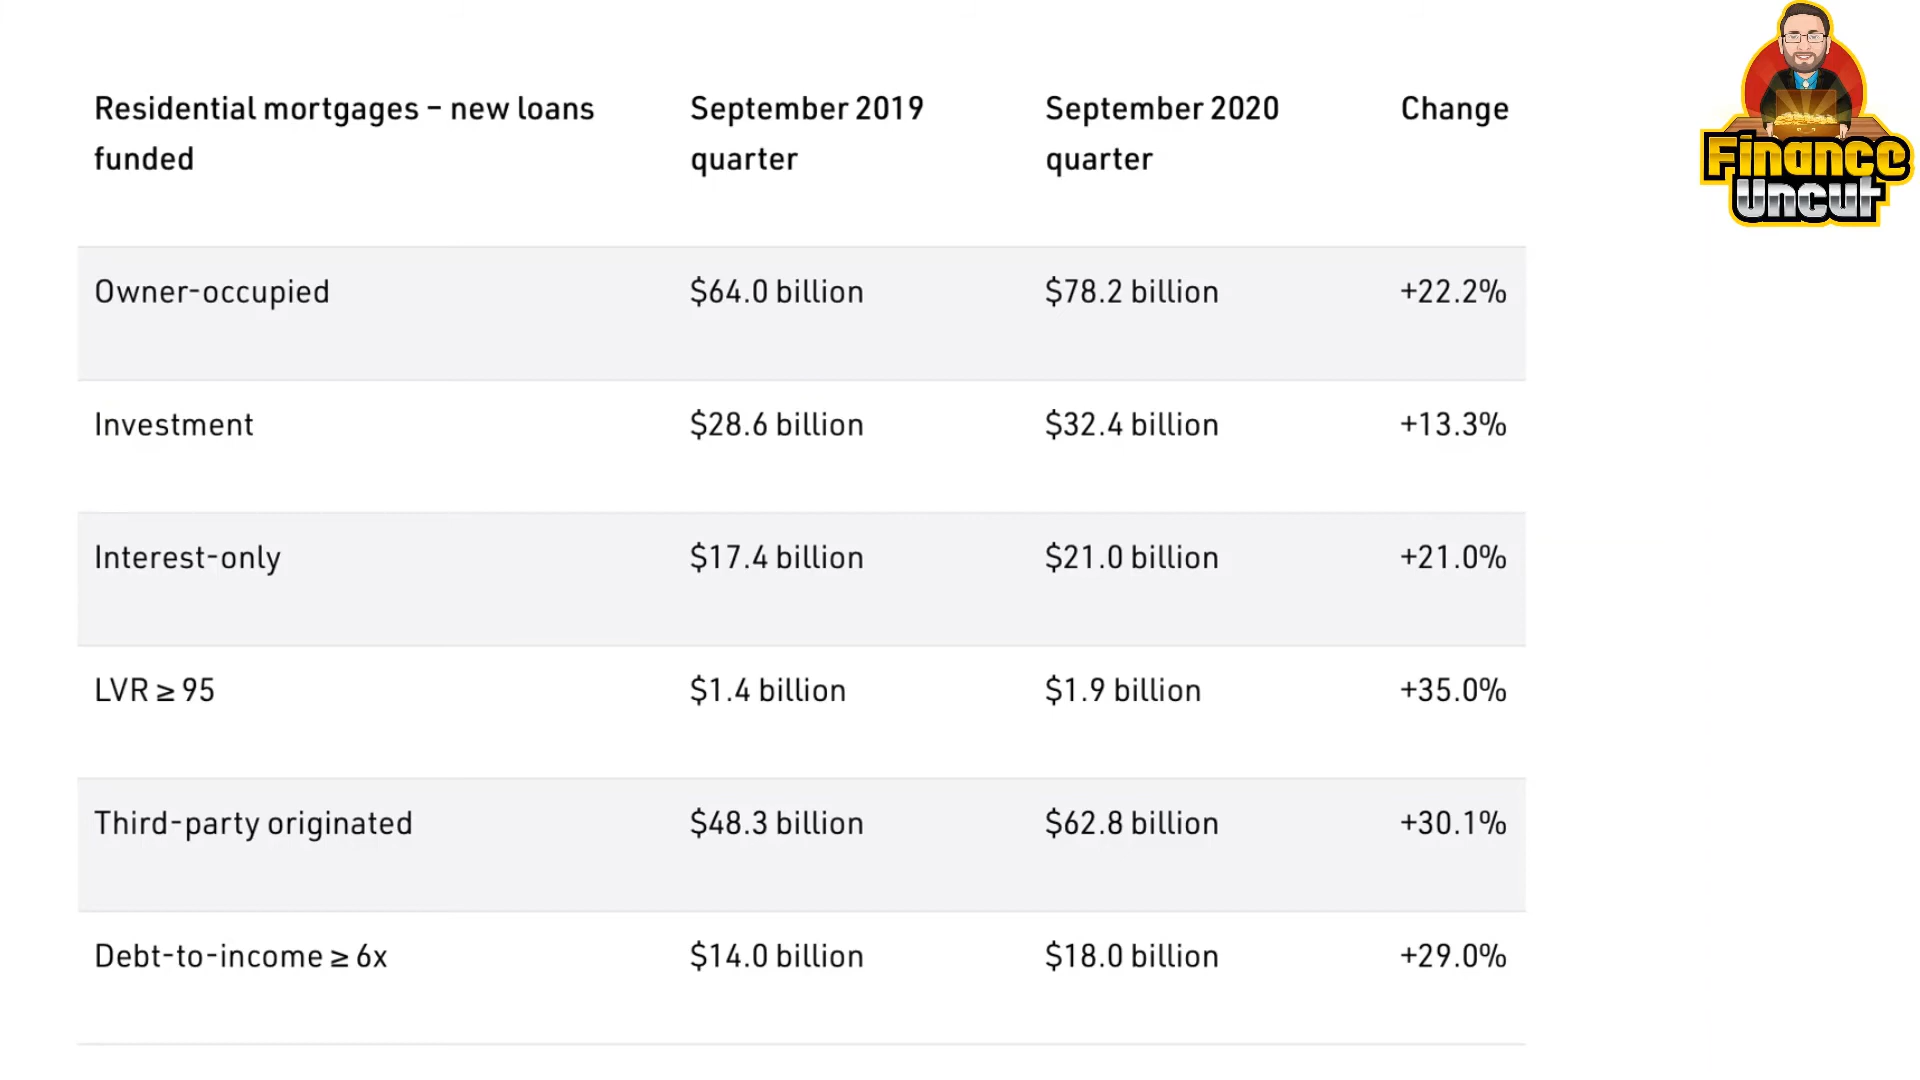 Residential mortgages – new loans funded
September 2019 quarter
September 2020 quarter
Change
Owner-occupied $64.0 billion $78.2 billion +22.2%
Investment $28.6 billion $32.4 billion +13.3%
Interest-only $17.4 billion $21.0 billion +21.0%
LVR ≥ 95 $1.4 billion $1.9 billion +35.0%
Third-party originated $48.3 billion $62.8 billion +30.1%
Debt-to-income ≥ 6x $14.0 billion $18.0 billion +29.0%
Finance
Uncut